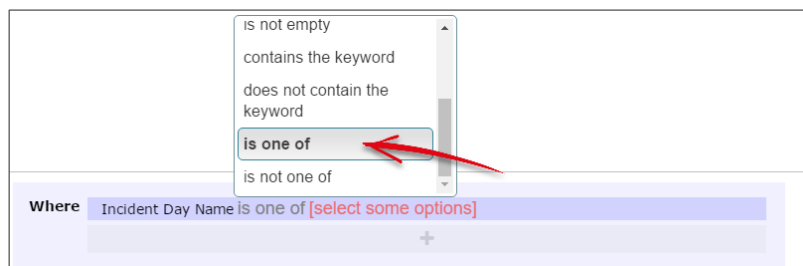 is not empty
contains the keyword
does not contain the
keyword
is one of
is not one of
Where Incident Day Name is one of [select some options]
+